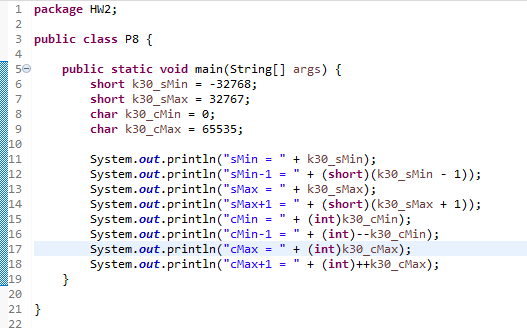 1 package HW2;
2
3 public class P8 {
4
5 public static void main(String[] args) {
6 short k30_sMin = -32768;
7 short k30_sMax = 32767;
8 char k30_cMin = 0;
9 char k30_cMax = 65535;
10
11 System.out.println("sMin = " + k30_sMin);
12 System.out.println("sMin-1 = " + (short)(k30_sMin - 1));
13 System.out.println("sMax = " + k30_sMax);
14 System.out.println("sMax+1 = " + (short)(k30_sMax + 1));
15 System.out.println("cMin = " + (int)k30_cMin);
16 System.out.println("cMin-1 = " + (int)--k30_cMin);
17 System.out.println("cMax = " + (int)k30_cMax);
18 System.out.println("cMax+1 = " + (int)++k30_cMax);
19 }
20
21 }
22